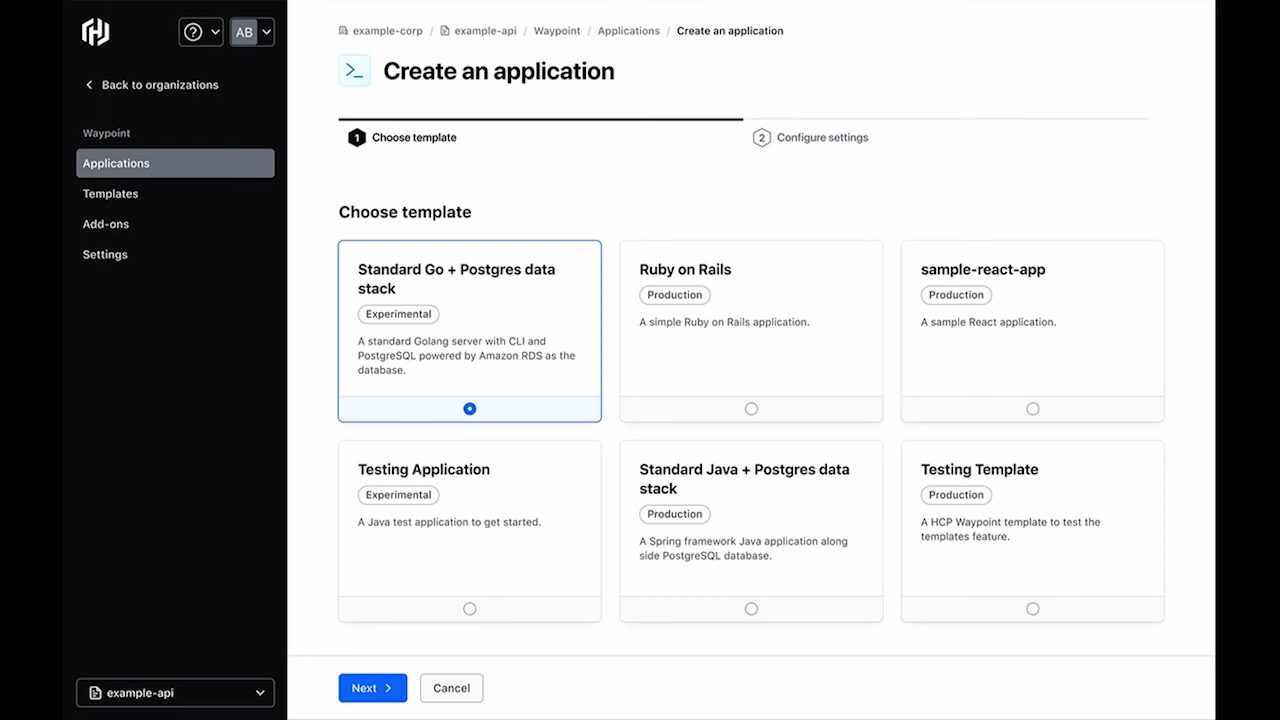 AB
Back to organizations
Waypoint
Applications
Templates
Add-ons
Settings
example-api
example-corp / example-api / Waypoint / Applications / Create an application
Create an application
1 Choose template
2 Configure settings
Choose template
Standard Go + Postgres data
stack
Experimental
A standard Golang server with CLI and
PostgreSQL powered by Amazon RDS as the
database.
Ruby on Rails
Production
A simple Ruby on Rails application.
sample-react-app
Production
A sample React application.
Testing Application
Experimental
A Java test application to get started.
Standard Java + Postgres data
stack
Production
A Spring framework Java application along
side PostgreSQL database.
Testing Template
Production
A HCP Waypoint template to test the
templates feature.
Next
Cancel